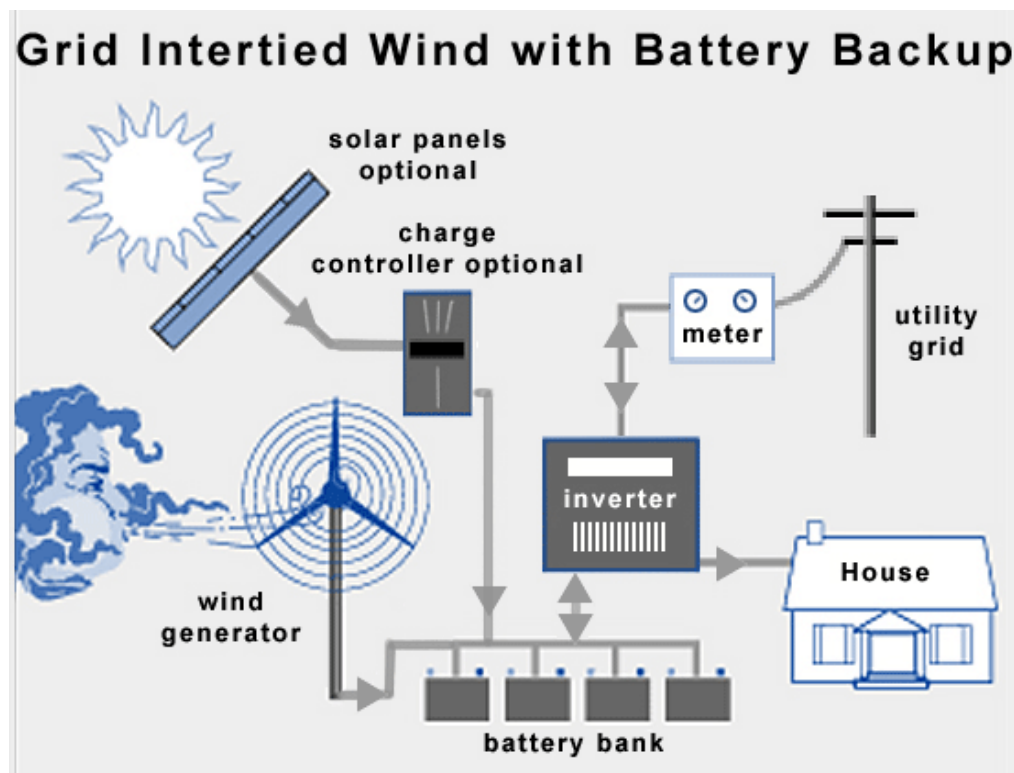 Grid Intertied Wind with Battery Backup
solar panels
optional
charge
controller optional
meter
utility
grid
inverter
House
wind
generator
battery bank